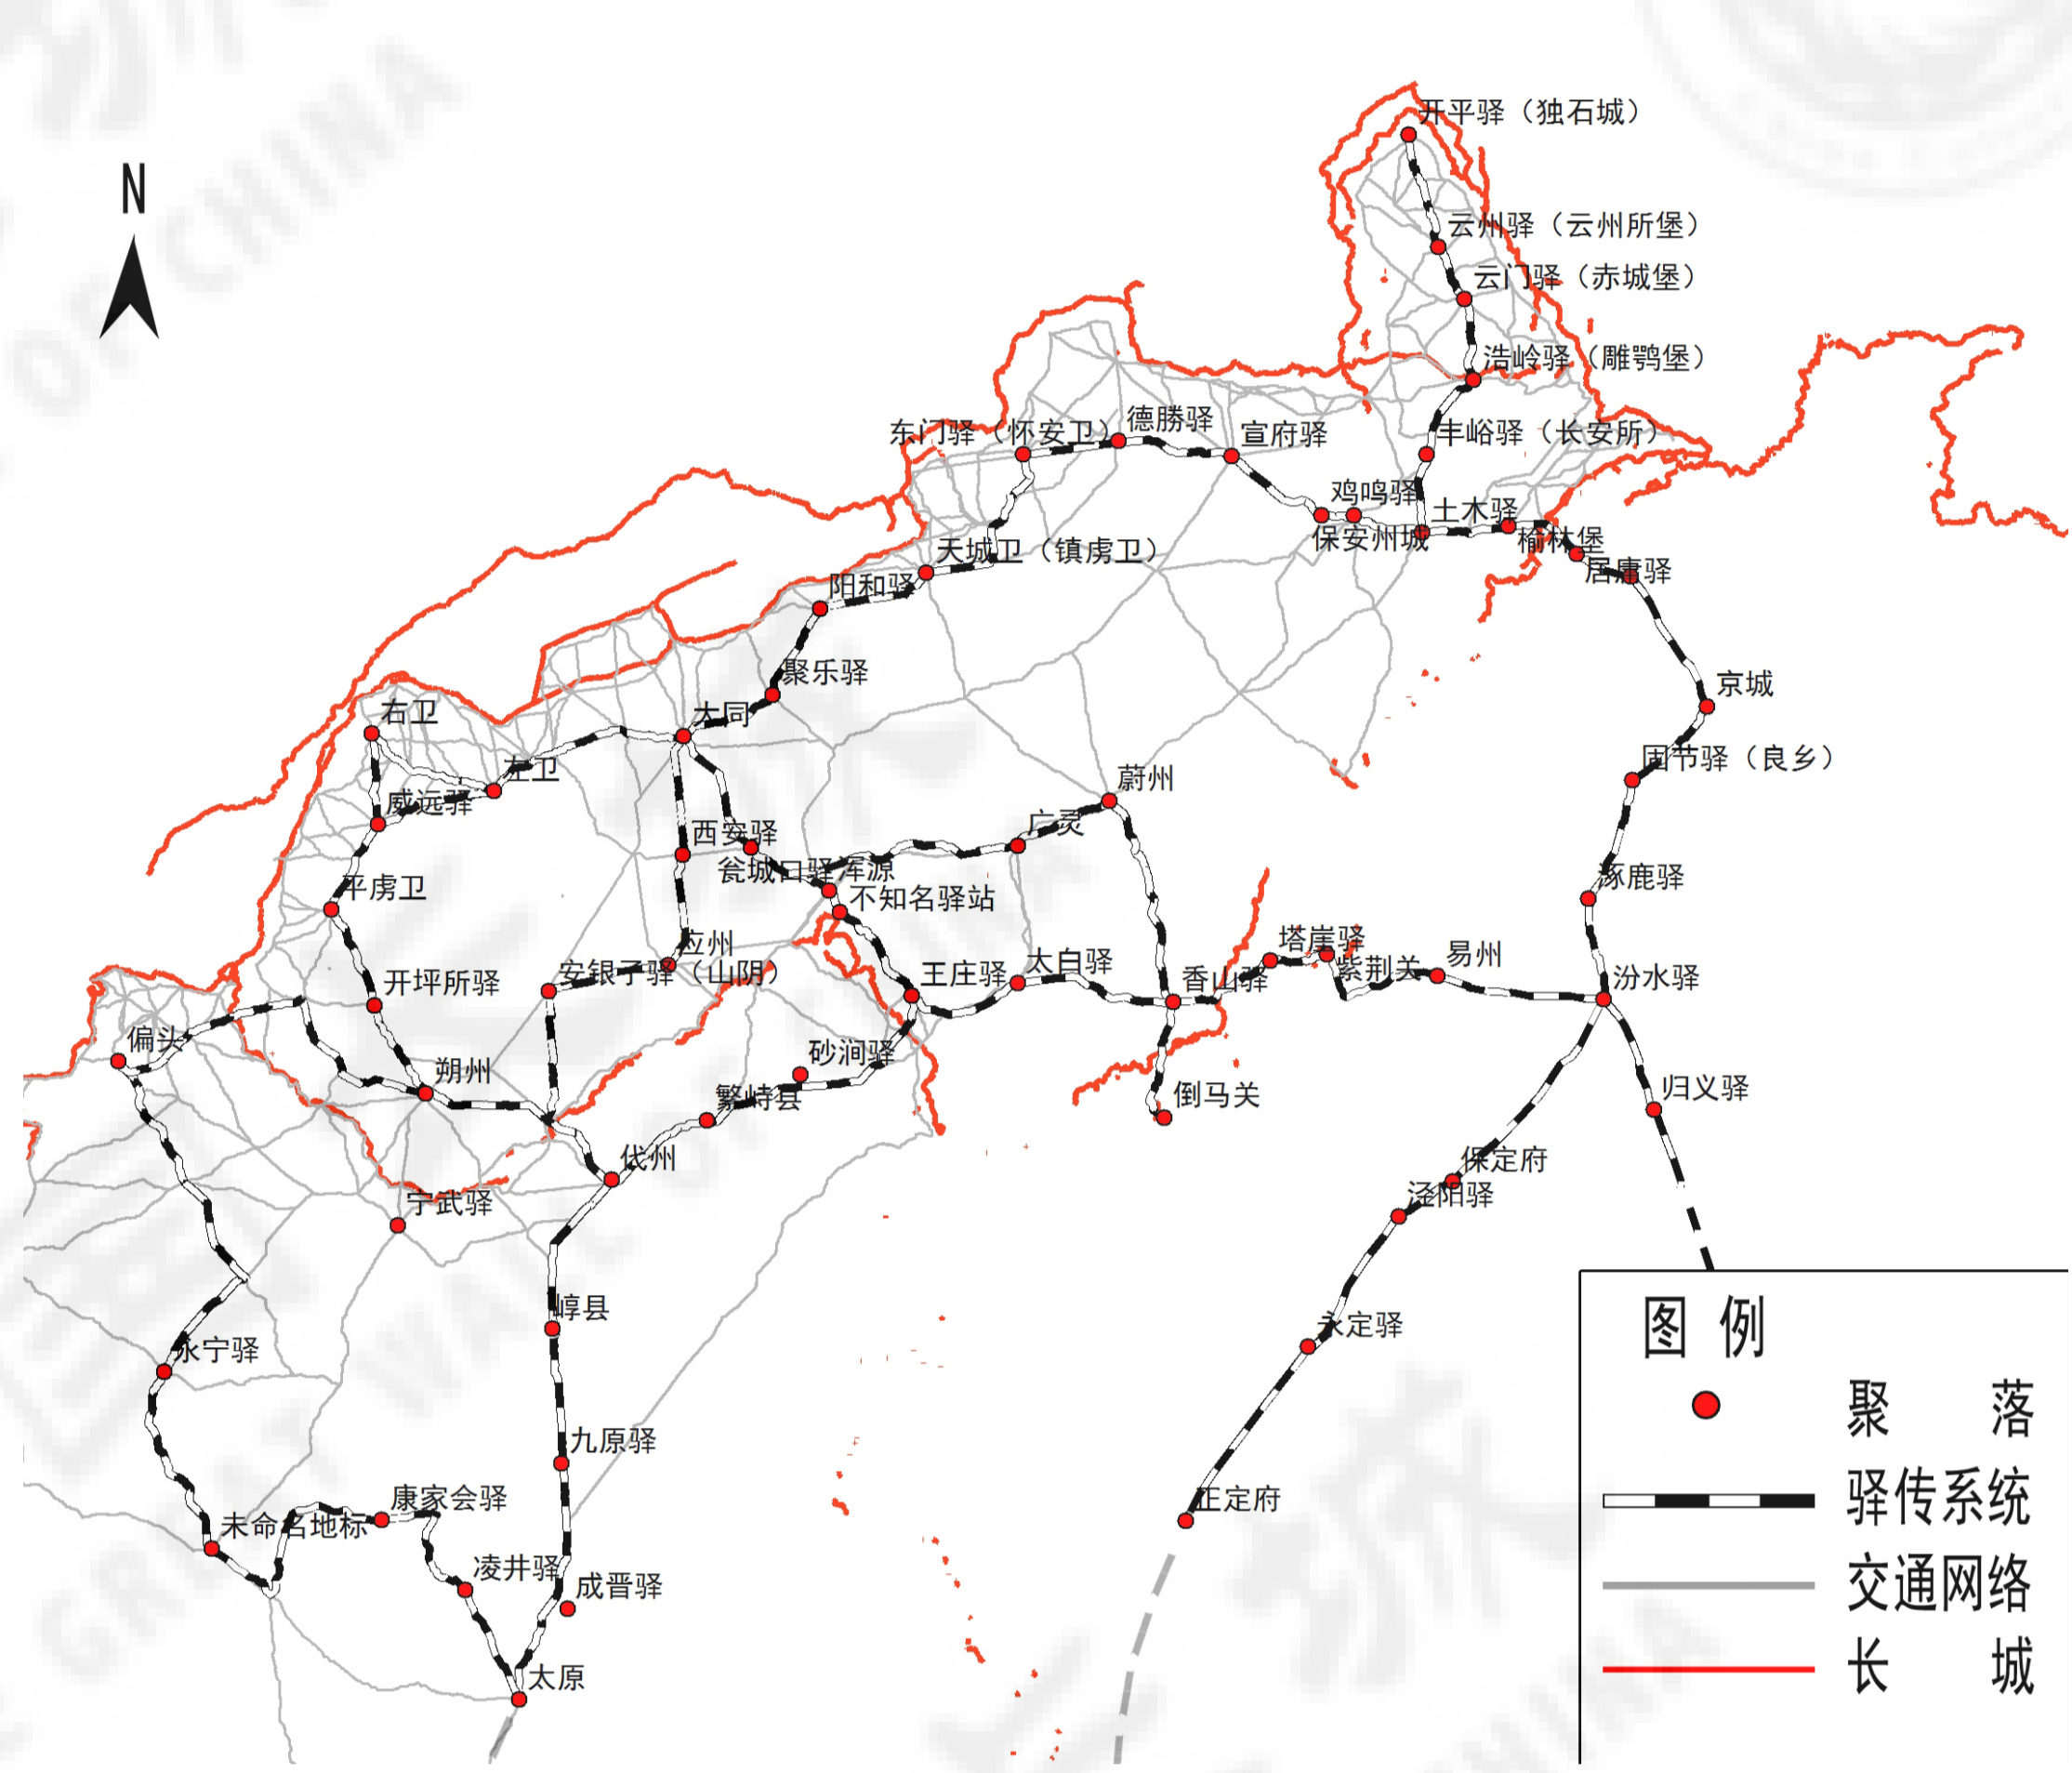 开平驿（独石城）
N
云州驿（云州所堡）
云门驿（赤城堡）
浩岭驿（雕鹗堡）
德勝驿
东门驿（怀安卫）
宣府驿
丰峪驿（长安所）
鸡鸣驿
土木驿
保安州城
榆林堡
天城卫（镇虏卫）
居庸驿
阳和驿
聚乐驿
京城
右卫
大同
固节驿（良乡）
左卫
蔚州
威远驿
广灵
西安驿
瓮城口驿
浑源
涿鹿驿
平虏卫
不知名驿站
应州
塔崖驿
紫荆关
易州
安银子驿（山阴）
王庄驿
太白驿
香山驿
汾水驿
开坪所驿
偏头
砂涧驿
朔州
繁峙县
倒马关
归义驿
代州
保定府
泾阳驿
宁武驿
崞县
永定驿
永宁驿
九原驿
康家会驿
正定府
未命名地标
凌井驿
成晋驿
太原
图 例
聚 落
驿传系统
交通网络
长 城
OF CHINA
GREAT WALL OF CHINA
CHINA